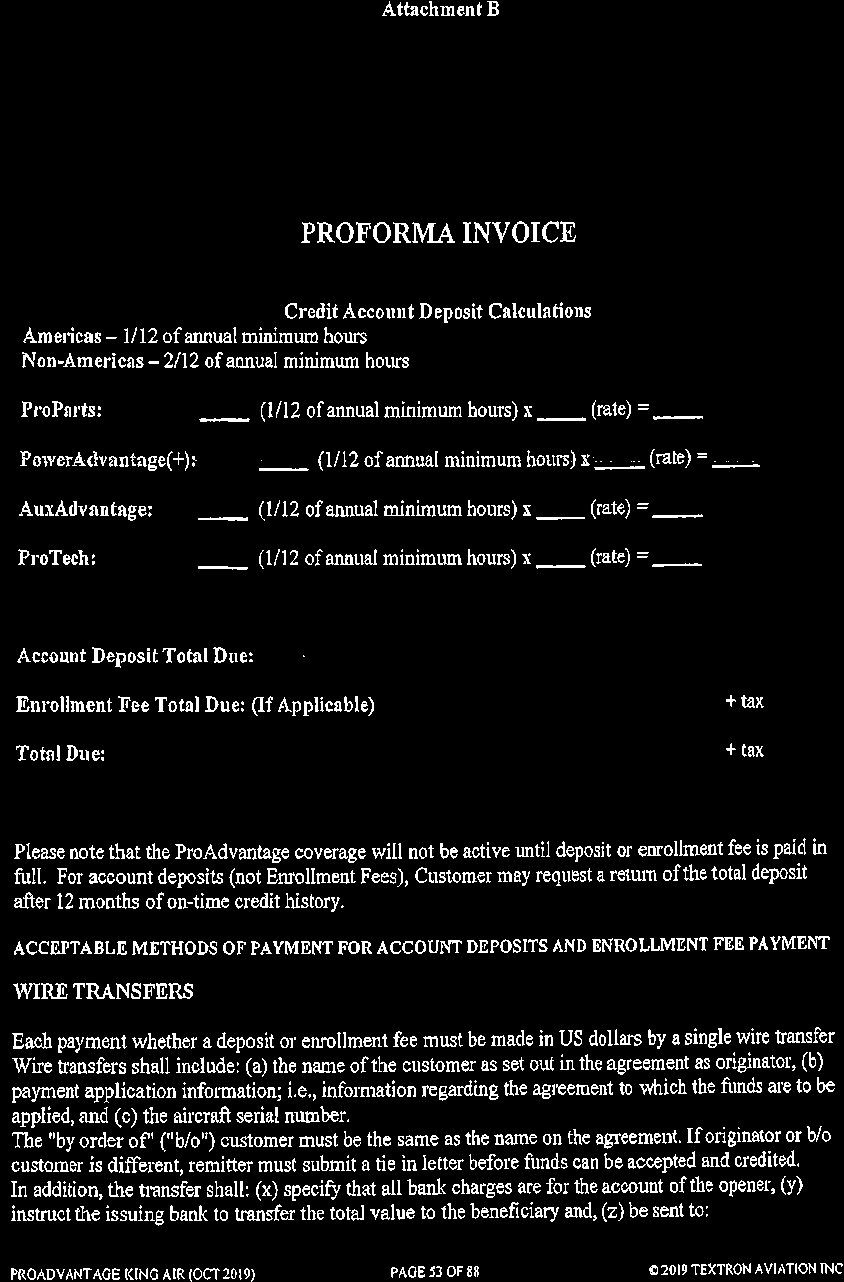 Attachment B
PROFORMA INVOICE
Credit Account Deposit Calculations
Americas – 1/12 of annual minimum hours
Non-Americas – 2/12 of annual minimum hours
ProParts: ____ (1/12 of annual minimum hours) x ____ (rate) = ____
PowerAdvantage(+): ____ (1/12 of annual minimum hours) x ____ (rate) = ____
AuxAdvantage: ____ (1/12 of annual minimum hours) x ____ (rate) = ____
ProTech: ____ (1/12 of annual minimum hours) x ____ (rate) = ____
Account Deposit Total Due:
Enrollment Fee Total Due: (If Applicable) + tax
Total Due: + tax
Please note that the ProAdvantage coverage will not be active until deposit or enrollment fee is paid in
full. For account deposits (not Enrollment Fees), Customer may request a return of the total deposit
after 12 months of on-time credit history.
ACCEPTABLE METHODS OF PAYMENT FOR ACCOUNT DEPOSITS AND ENROLLMENT FEE PAYMENT
WIRE TRANSFERS
Each payment whether a deposit or enrollment fee must be made in US dollars by a single wire transfer
Wire transfers shall include: (a) the name of the customer as set out in the agreement as originator, (b)
payment application information; i.e., information regarding the agreement to which the funds are to be
applied, and (c) the aircraft serial number.
The "by order of" ("b/o") customer must be the same as the name on the agreement. If originator or b/o
customer is different, remitter must submit a tie in letter before funds can be accepted and credited.
In addition, the transfer shall: (x) specify that all bank charges are for the account of the opener, (y)
instruct the issuing bank to transfer the total value to the beneficiary and, (z) be sent to:
PROADVANTAGE KING AIR (OCT 2019) PAGE 53 OF 88 © 2019 TEXTRON AVIATION INC